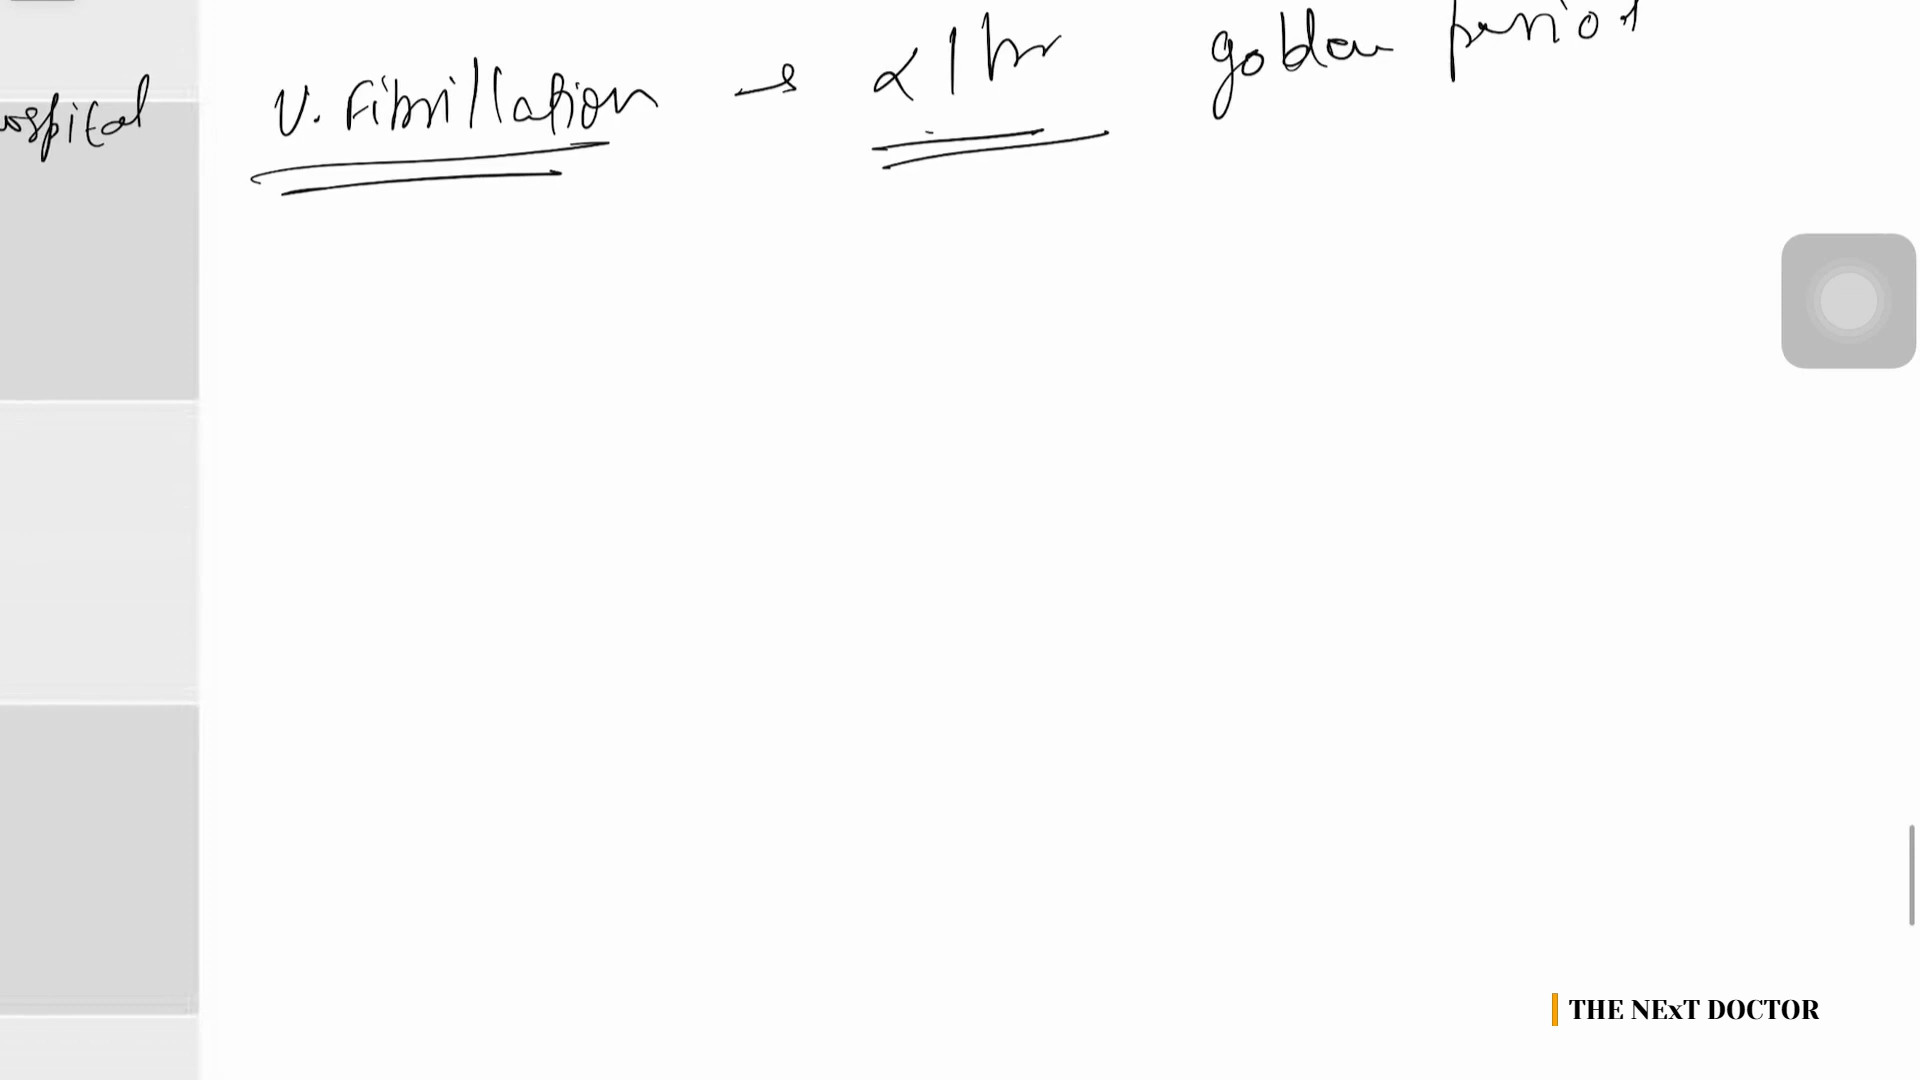 ospital V. Fibrillation → < 1 hr golden period
THE NExT DOCTOR